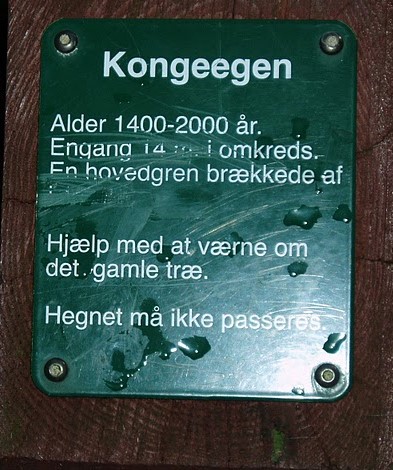 Kongeegen
Alder 1400-2000 år.
Engang 14 m. i omkreds.
En hovedgren brækkede af
Hjælp med at værne om
det gamle træ.
Hegnet må ikke passeres